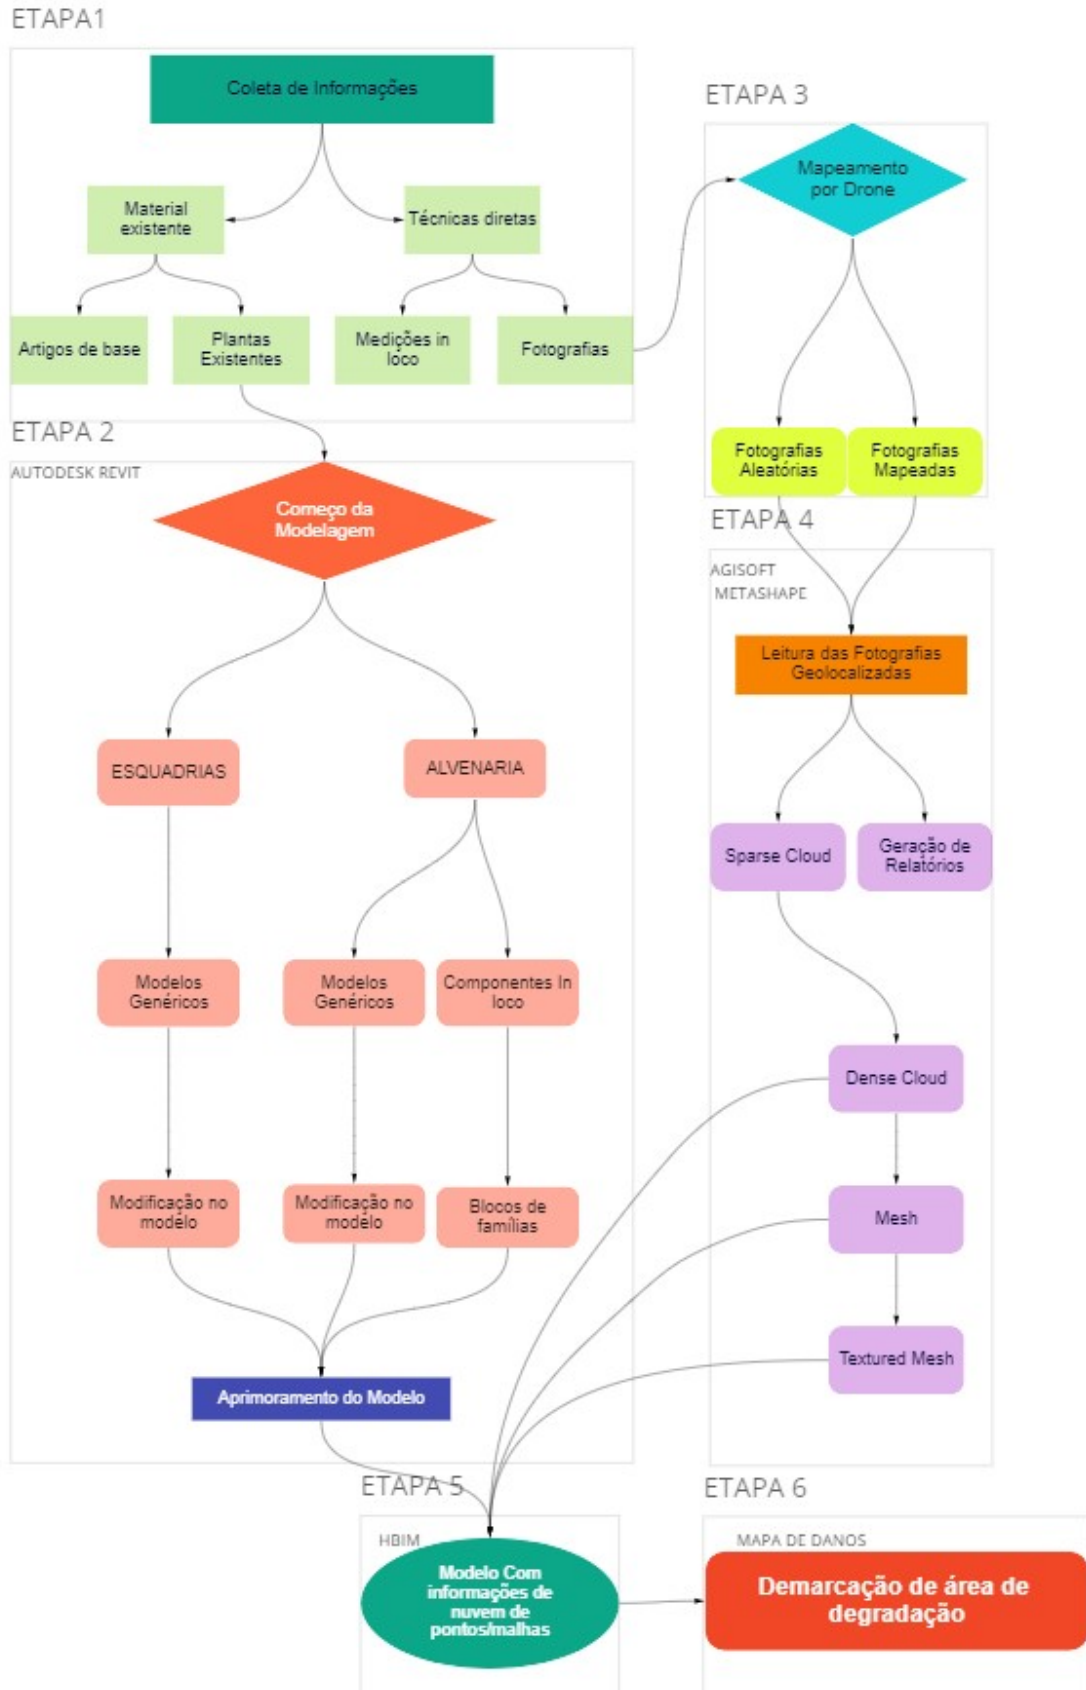 ETAPA1
Coleta de Informações
Material
existente
Técnicas diretas
Artigos de base
Plantas
Existentes
Medições in
loco
Fotografias
ETAPA 3
Mapeamento
por Drone
Fotografias
Aleatórias
Fotografias
Mapeadas
ETAPA 2
AUTODESK REVIT
Começo da
Modelagem
ESQUADRIAS
ALVENARIA
Modelos
Genéricos
Modelos
Genéricos
Componentes In
loco
Modificação no
modelo
Modificação no
modelo
Blocos de
famílias
Aprimoramento do Modelo
ETAPA 4
AGISOFT
METASHAPE
Leitura das Fotografias
Geolocalizadas
Sparse Cloud
Geração de
Relatórios
Dense Cloud
Mesh
Textured Mesh
ETAPA 5
HBIM
Modelo Com
informações de
nuvem de
pontos/malhas
ETAPA 6
MAPA DE DANOS
Demarcação de área de
degradação